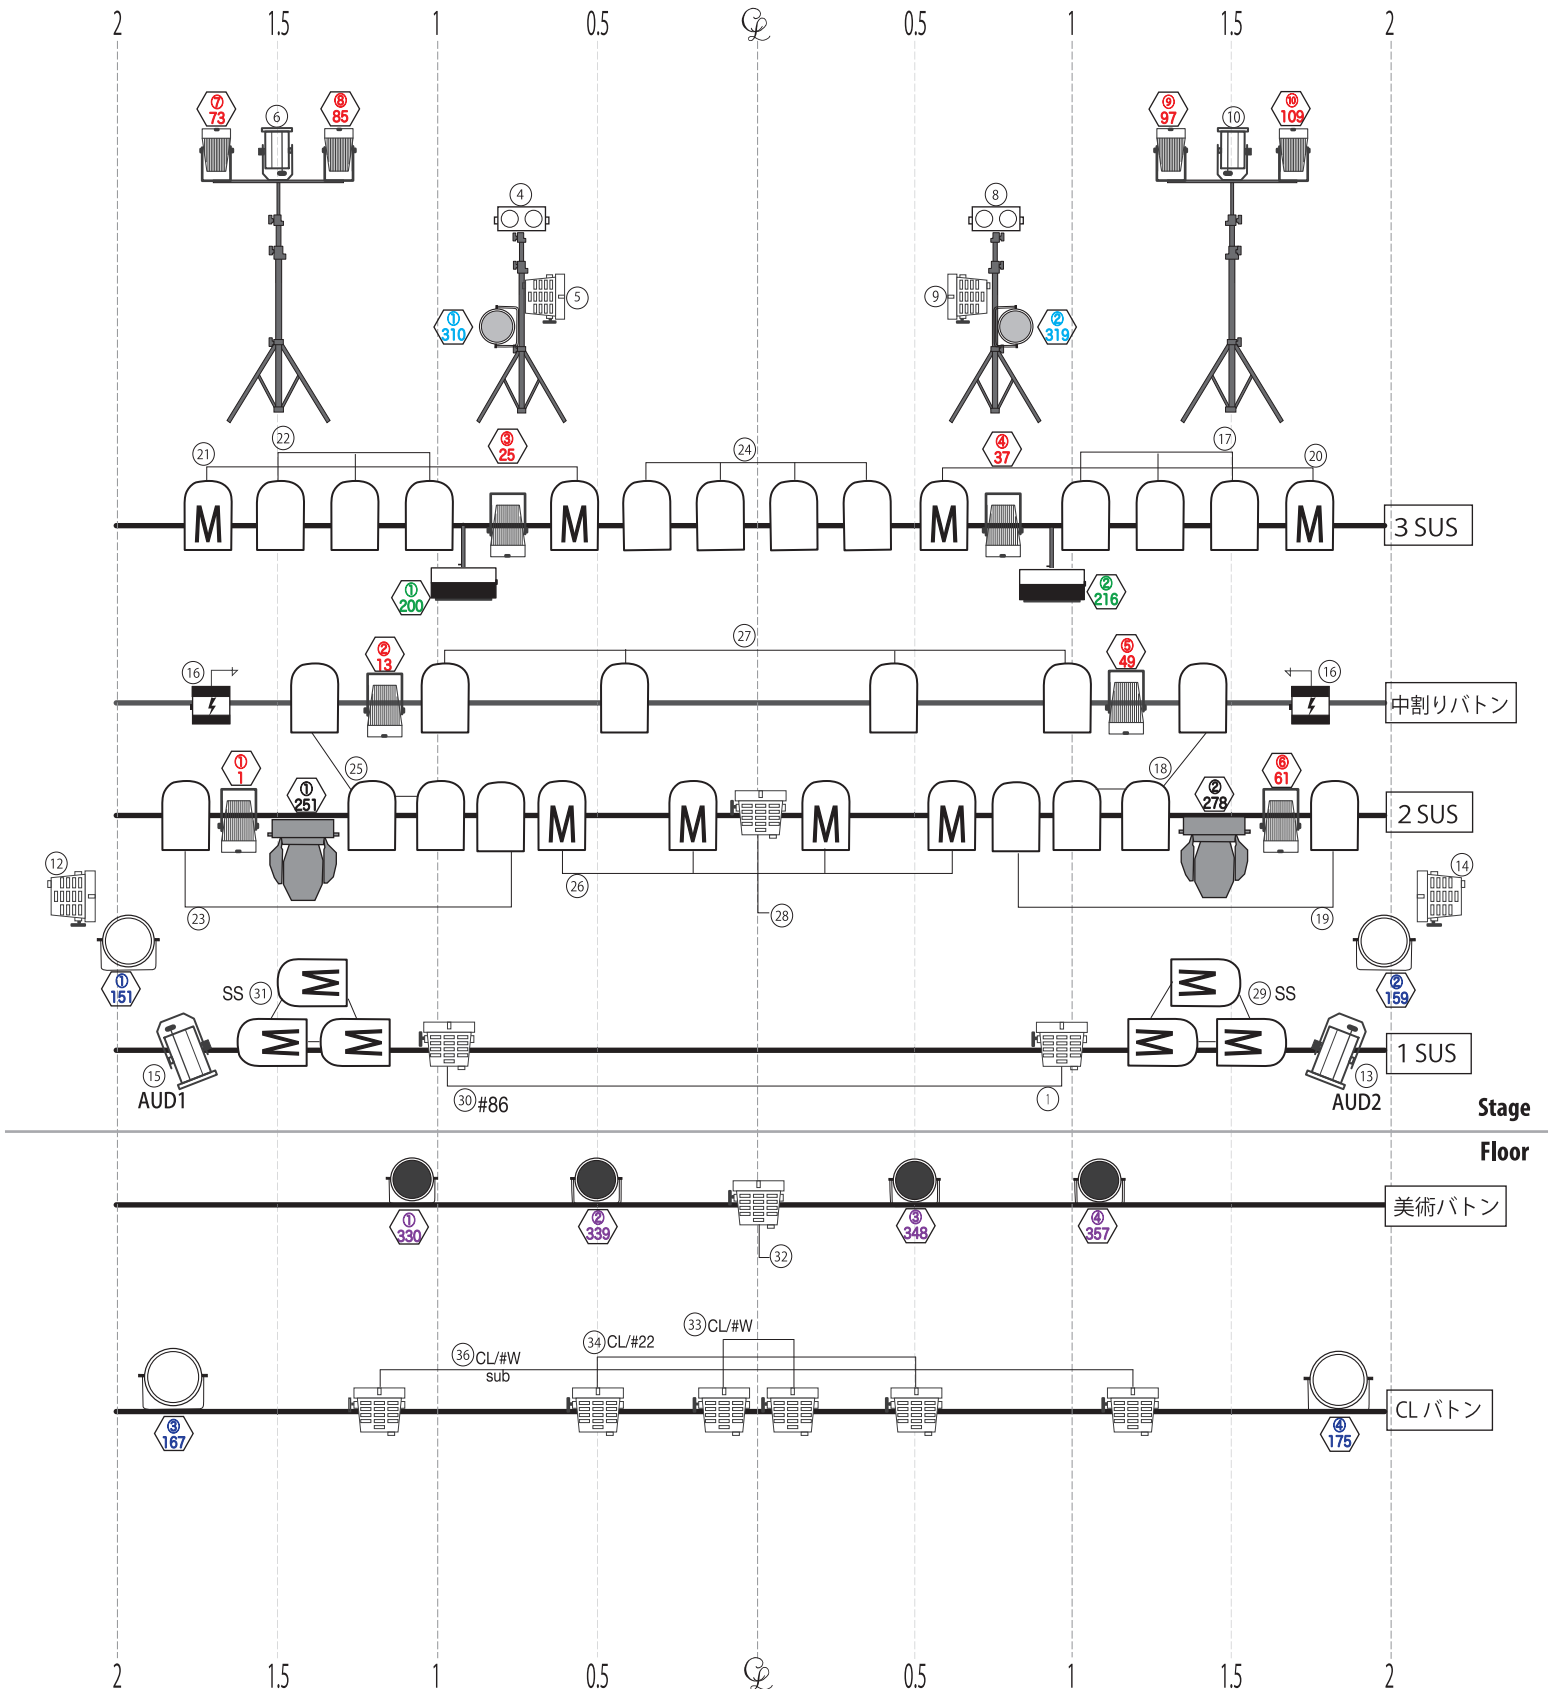 2 1.5 1 0.5 CL 0.5 1 1.5 2
⑦ 73
⑥
⑧ 85
⑨ 97
⑩
⑩ 109
④
⑧
⑤
⑨
① 310
② 319
㉑
㉒
③ 25
㉔
④ 37
⑰
⑳
M M M M
3 SUS
① 200
② 216
㉗
⑯
② 13
⑤ 49
⑯
中割りバトン
① 1
① 251
㉕
⑱
② 278
⑥ 61
M M M M
2 SUS
⑫
㉓
㉖
㉘
⑲
⑭
① 151
② 159
SS ㉛
㉙ SS
M M M M M M
1 SUS
⑮
AUD1
㉚ #86
①
⑬
AUD2
Stage
Floor
美術バトン
① 330
② 339
③ 348
④ 357
㉜
㉝ CL/#W
㉞ CL/#22
㊱ CL/#W
sub
CL バトン
③ 167
④ 175
2 1.5 1 0.5 CL 0.5 1 1.5 2